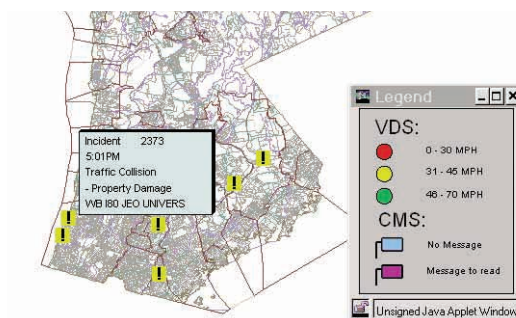 Incident 2373
5:01PM
Traffic Collision
- Property Damage
WB I80 JEO UNIVERS
!
!
!
!
!
!
Legend
VDS:
0 - 30 MPH
31 - 45 MPH
46 - 70 MPH
CMS:
No Message
Message to read
Unsigned Java Applet Window